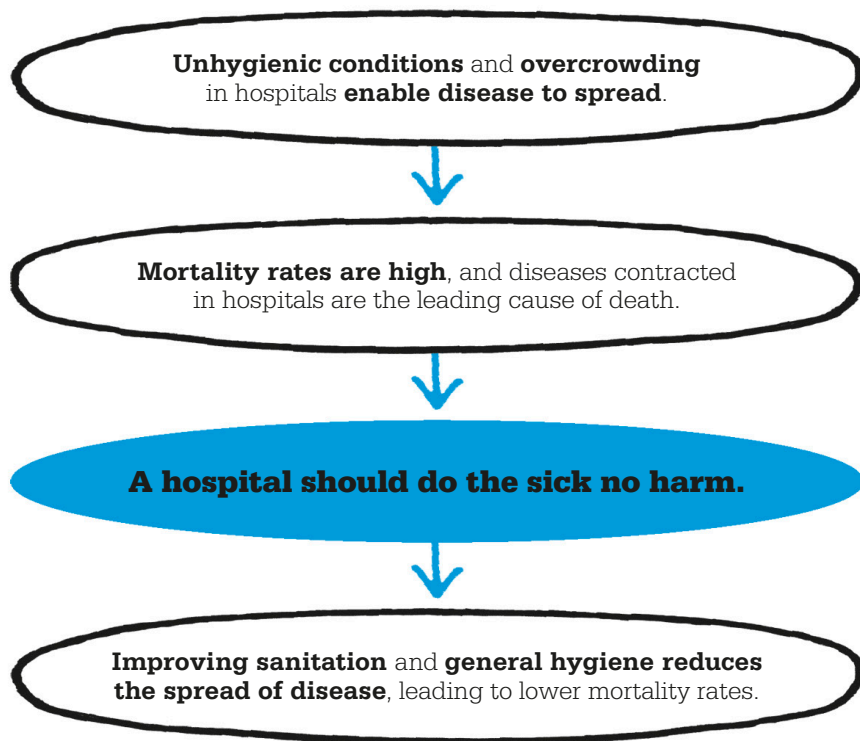 Unhygienic conditions and overcrowding
in hospitals enable disease to spread.
Mortality rates are high, and diseases contracted
in hospitals are the leading cause of death.
A hospital should do the sick no harm.
Improving sanitation and general hygiene reduces
the spread of disease, leading to lower mortality rates.